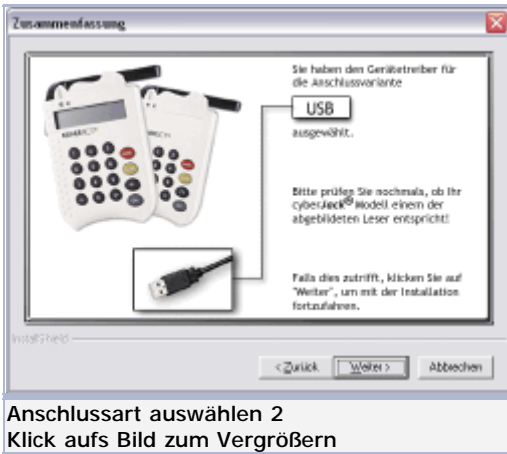 Zusammenfassung
Sie haben den Gerätetreiber für
die Anschlussvariante
USB
ausgewählt.
Bitte prüfen Sie nochmals, ob Ihr
cyberJack® Modell einem der
abgebildeten Leser entspricht!
Falls dies zutrifft, klicken Sie auf
"Weiter", um mit der Installation
fortzufahren.
InstallShield
< Zurück Weiter > Abbrechen
Anschlussart auswählen 2
Klick aufs Bild zum Vergrößern